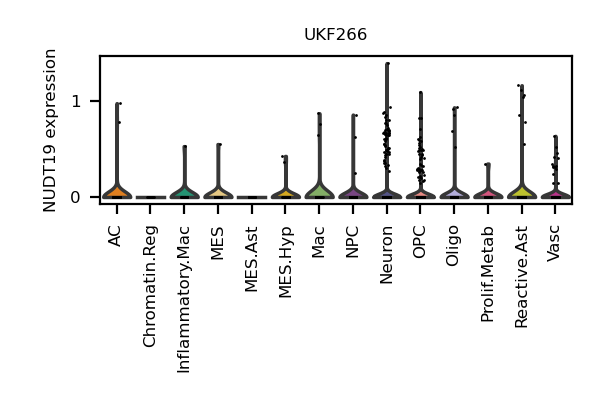 UKF266
NUDT19 expression
1
0
AC
Chromatin.Reg
Inflammatory.Mac
MES
MES.Ast
MES.Hyp
Mac
NPC
Neuron
OPC
Oligo
Prolif.Metab
Reactive.Ast
Vasc